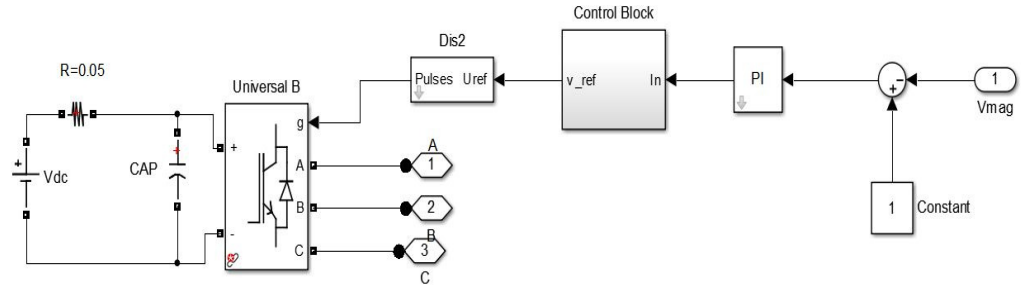 Control Block
Dis2
R=0.05
Universal B
Pulses Uref
v_ref In
PI
1
Vmag
g
+
-
+
+
Vdc
CAP
+
-
A
B
C
A
1
2
B
3
C
1
Constant